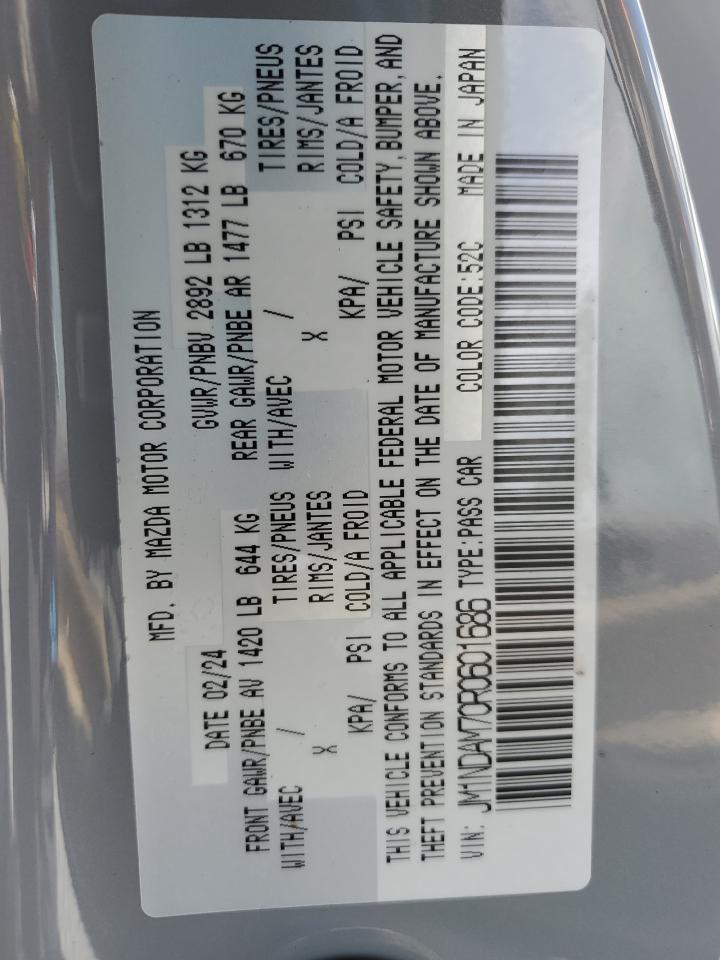 MFD. BY MAZDA MOTOR CORPORATION
DATE 02/24 GVWR/PNBV 2892 LB 1312 KG
FRONT GAWR/PNBE AV 1420 LB 644 KG REAR GAWR/PNBE AR 1477 LB 670 KG
WITH/AVEC / TIRES/PNEUS WITH/AVEC / TIRES/PNEUS
X RIMS/JANTES X RIMS/JANTES
KPA/ PSI COLD/A FROID KPA/ PSI COLD/A FROID
THIS VEHICLE CONFORMS TO ALL APPLICABLE FEDERAL MOTOR VEHICLE SAFETY, BUMPER, AND
THEFT PREVENTION STANDARDS IN EFFECT ON THE DATE OF MANUFACTURE SHOWN ABOVE.
VIN: JM1NDAM70R0601686 TYPE:PASS CAR COLOR CODE:52C MADE IN JAPAN